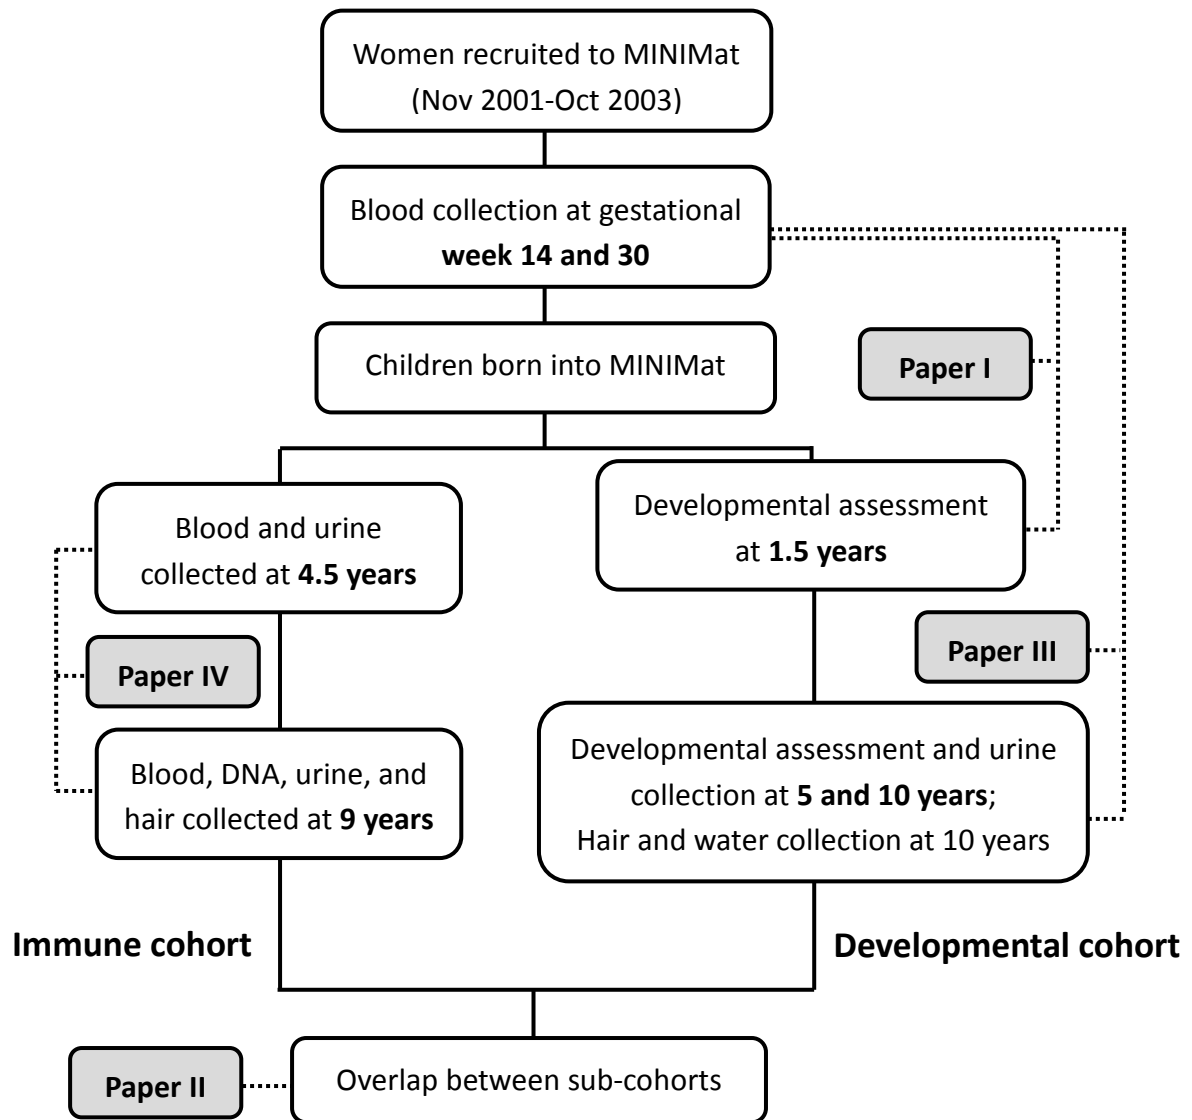 Women recruited to MINIMat
(Nov 2001-Oct 2003)
Blood collection at gestational
week 14 and 30
Children born into MINIMat
Paper I
Blood and urine
collected at 4.5 years
Developmental assessment
at 1.5 years
Paper IV
Paper III
Blood, DNA, urine, and
hair collected at 9 years
Developmental assessment and urine
collection at 5 and 10 years;
Hair and water collection at 10 years
Immune cohort
Developmental cohort
Paper II
Overlap between sub-cohorts